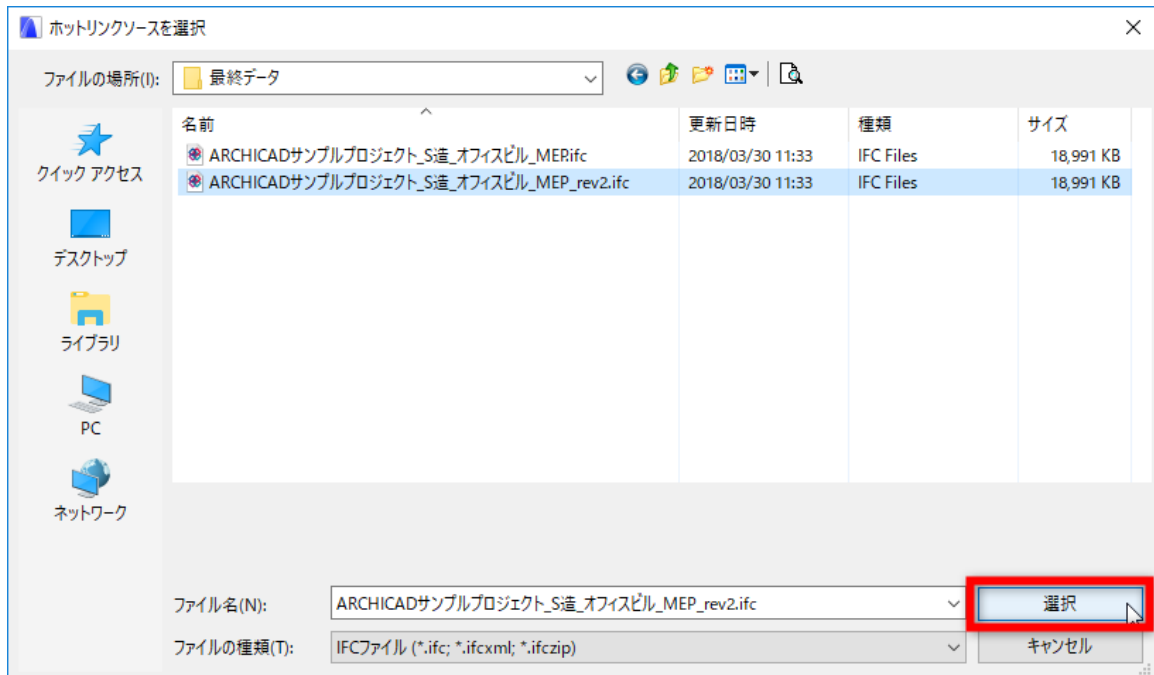 ホットリンクソースを選択
ファイルの場所(I): 最終データ
名前 更新日時 種類 サイズ
ARCHICADサンプルプロジェクト_S造_オフィスビル_MEP.ifc 2018/03/30 11:33 IFC Files 18,991 KB
ARCHICADサンプルプロジェクト_S造_オフィスビル_MEP_rev2.ifc 2018/03/30 11:33 IFC Files 18,991 KB
クイック アクセス
デスクトップ
ライブラリ
PC
ネットワーク
ファイル名(N): ARCHICADサンプルプロジェクト_S造_オフィスビル_MEP_rev2.ifc 選択
ファイルの種類(T): IFCファイル (*.ifc; *.ifcxml; *.ifczip) キャンセル